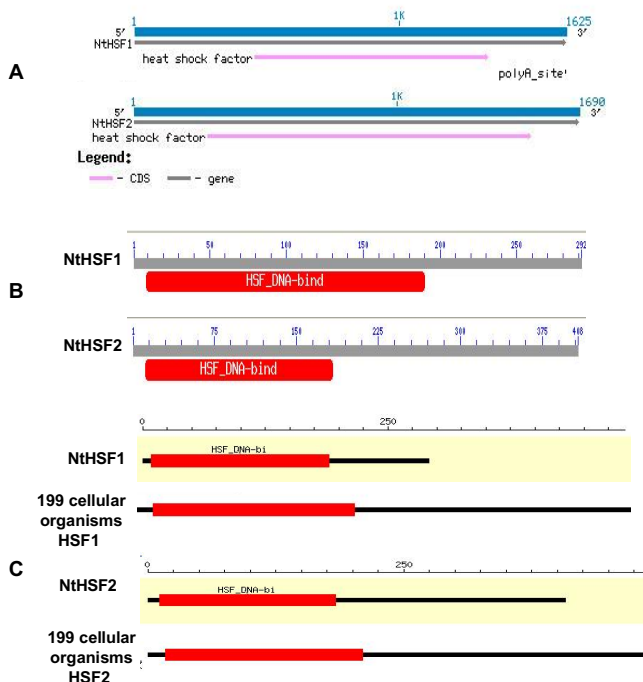 A
1 1K 1625
5' 3'
NtHSF1
heat shock factor
polyA_site'
1 1K 1690
5' 3'
NtHSF2
heat shock factor
Legend:
- CDS - gene
B
1 50 100 150 200 250 292
NtHSF1
HSF_DNA-bind
1 75 150 225 300 375 408
NtHSF2
HSF_DNA-bind
C
0 250
HSF_DNA-bi
NtHSF1
199 cellular
organisms
HSF1
0 250
NtHSF2
HSF_DNA-bi
199 cellular
organisms
HSF2